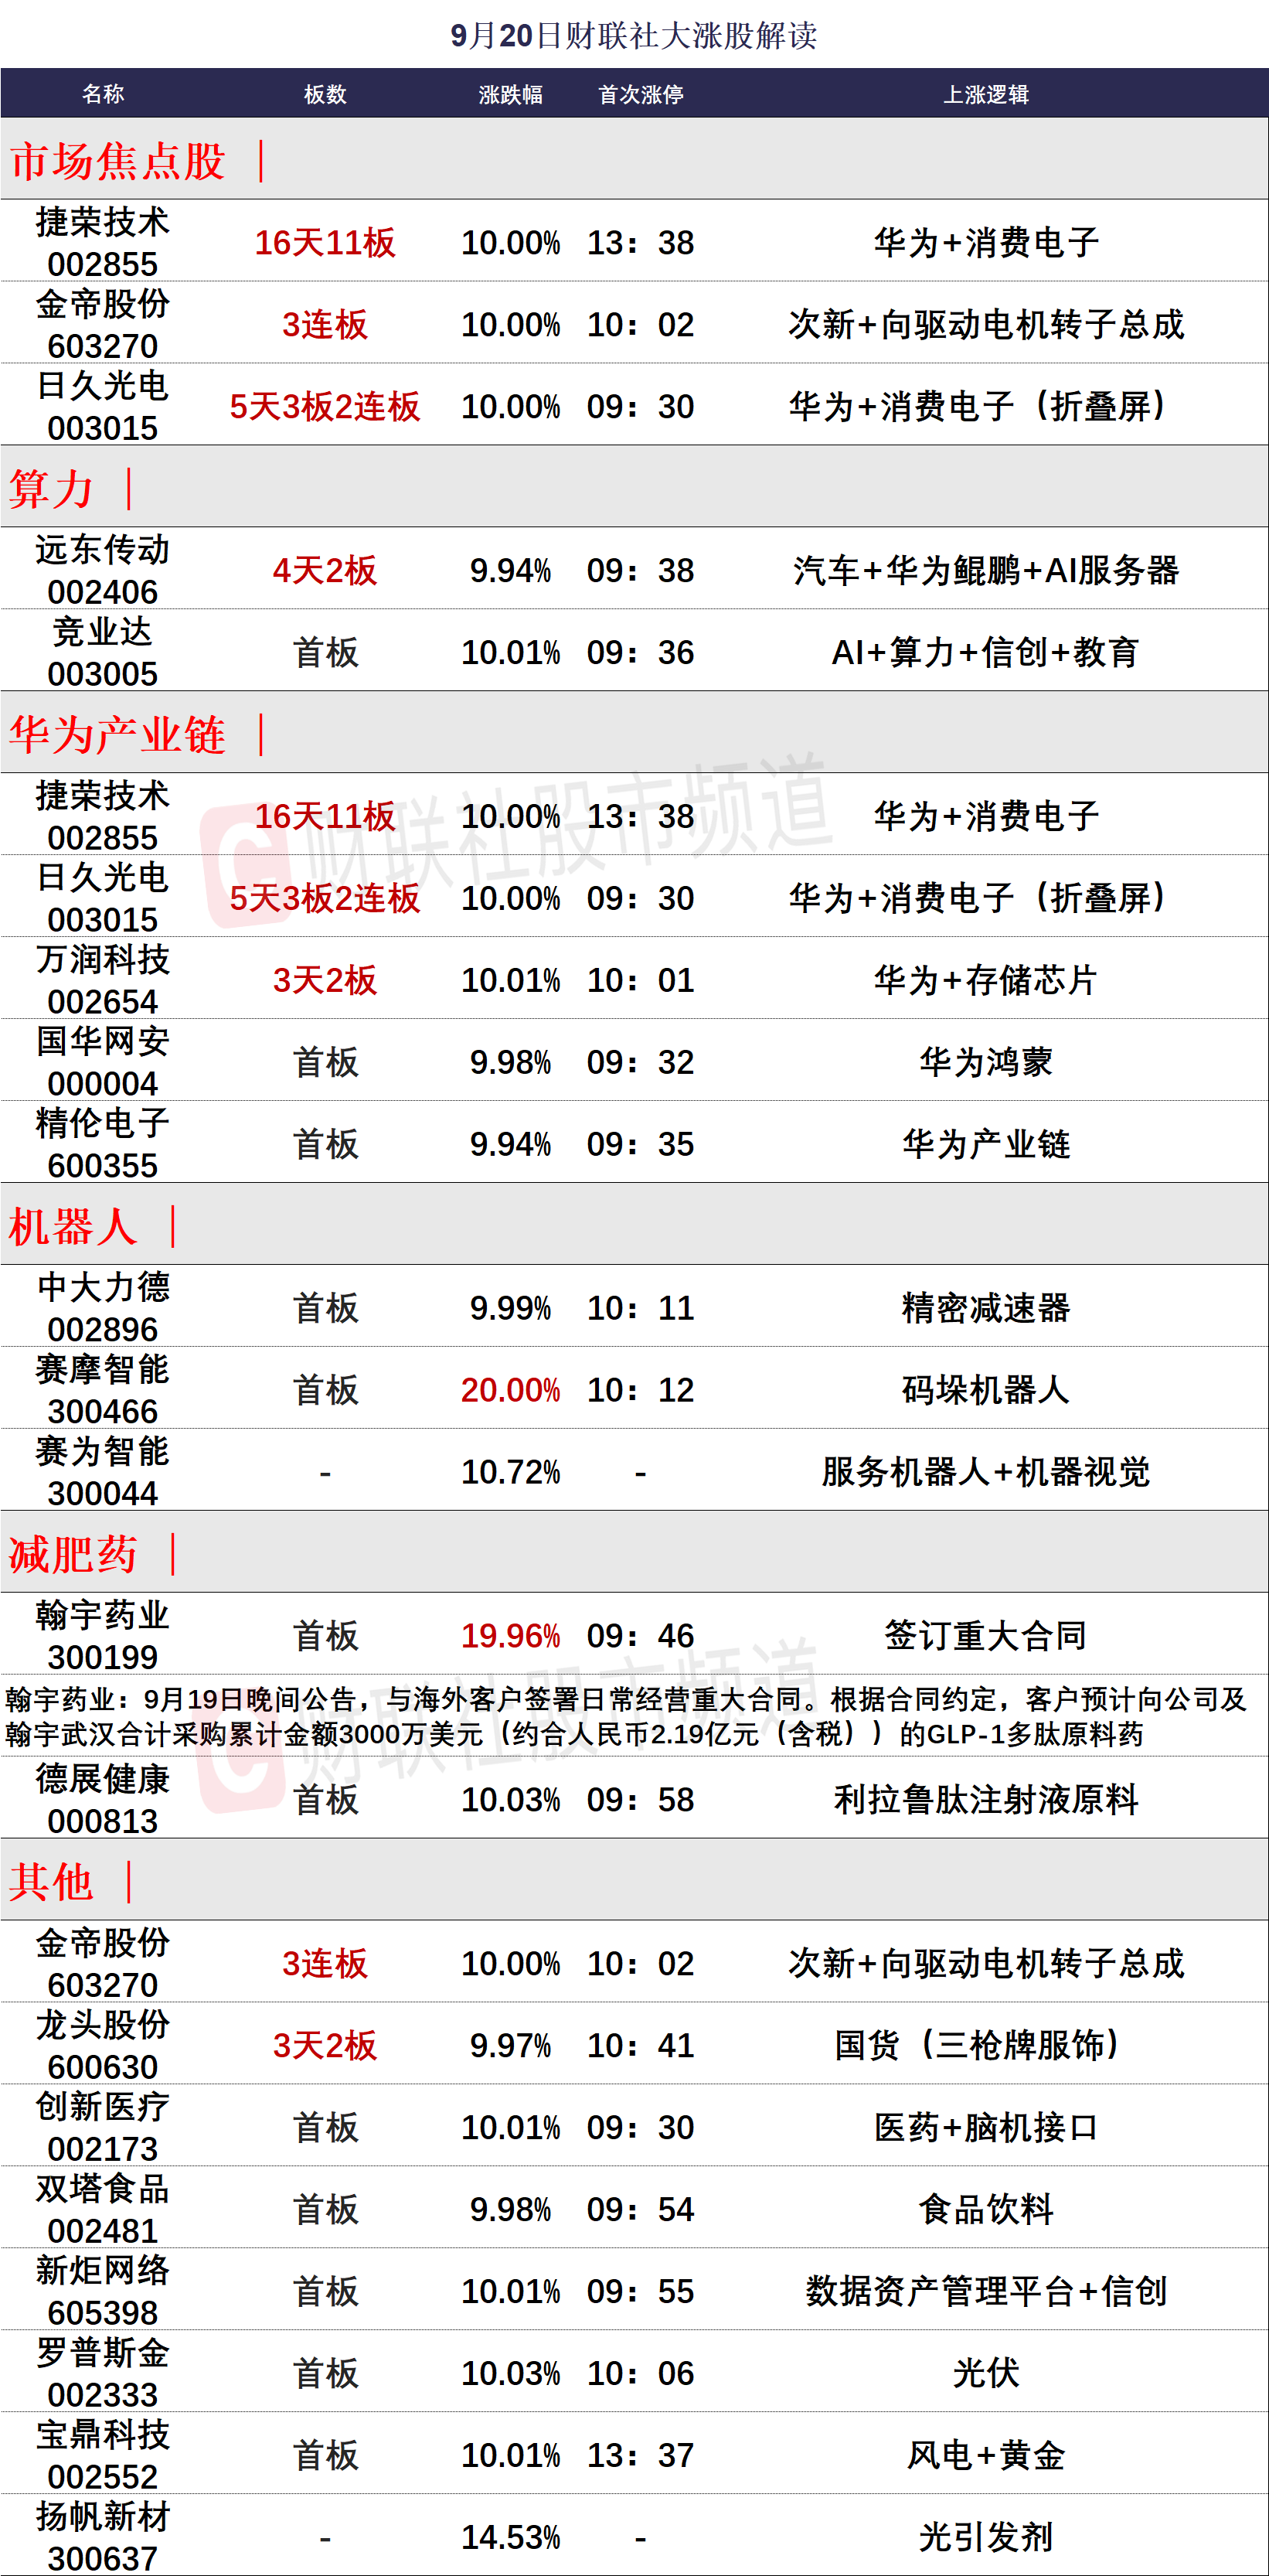 9月20日财联社大涨股解读
名称 板数 涨跌幅 首次涨停 上涨逻辑
市场焦点股 ｜
捷荣技术
002855 16天11板 10.00% 13：38 华为+消费电子
金帝股份
603270 3连板 10.00% 10：02 次新+向驱动电机转子总成
日久光电
003015 5天3板2连板 10.00% 09：30 华为+消费电子（折叠屏）
算力 ｜
远东传动
002406 4天2板 9.94% 09：38 汽车+华为鲲鹏+AI服务器
竞业达
003005 首板 10.01% 09：36 AI+算力+信创+教育
华为产业链 ｜
财联社股市频道
捷荣技术
002855 16天11板 10.00% 13：38 华为+消费电子
日久光电
003015 5天3板2连板 10.00% 09：30 华为+消费电子（折叠屏）
万润科技
002654 3天2板 10.01% 10：01 华为+存储芯片
国华网安
000004 首板 9.98% 09：32 华为鸿蒙
精伦电子
600355 首板 9.94% 09：35 华为产业链
机器人 ｜
中大力德
002896 首板 9.99% 10：11 精密减速器
赛摩智能
300466 首板 20.00% 10：12 码垛机器人
赛为智能
300044 - 10.72% - 服务机器人+机器视觉
减肥药 ｜
翰宇药业
300199 首板 19.96% 09：46 签订重大合同
财联社股市频道
翰宇药业：9月19日晚间公告，与海外客户签署日常经营重大合同。根据合同约定，客户预计向公司及
翰宇武汉合计采购累计金额3000万美元（约合人民币2.19亿元（含税））的GLP-1多肽原料药
德展健康
000813 首板 10.03% 09：58 利拉鲁肽注射液原料
其他 ｜
金帝股份
603270 3连板 10.00% 10：02 次新+向驱动电机转子总成
龙头股份
600630 3天2板 9.97% 10：41 国货（三枪牌服饰）
创新医疗
002173 首板 10.01% 09：30 医药+脑机接口
双塔食品
002481 首板 9.98% 09：54 食品饮料
新炬网络
605398 首板 10.01% 09：55 数据资产管理平台+信创
罗普斯金
002333 首板 10.03% 10：06 光伏
宝鼎科技
002552 首板 10.01% 13：37 风电+黄金
扬帆新材
300637 - 14.53% - 光引发剂